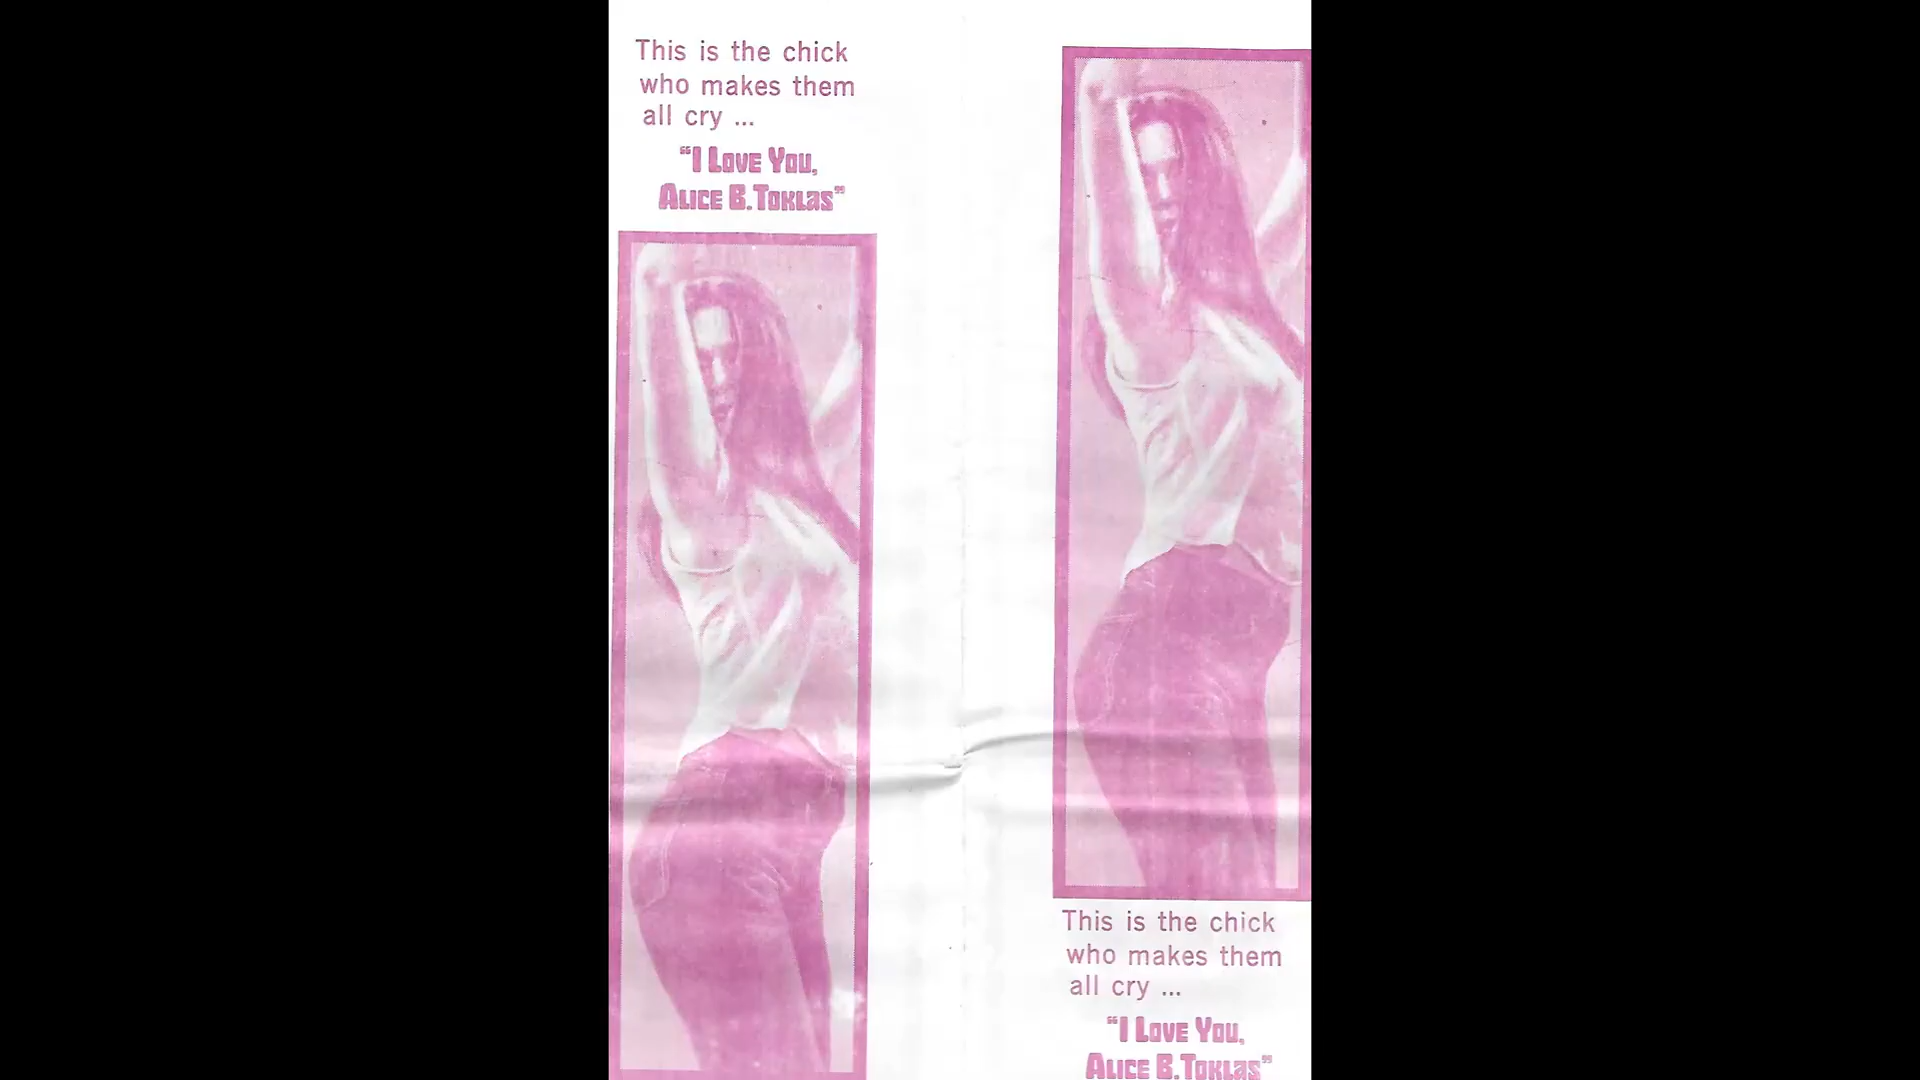 This is the chick
who makes them
all cry ...
“I Love You,
Alice B. Toklas”
This is the chick
who makes them
all cry ...
“I Love You,
Alice B. Toklas”